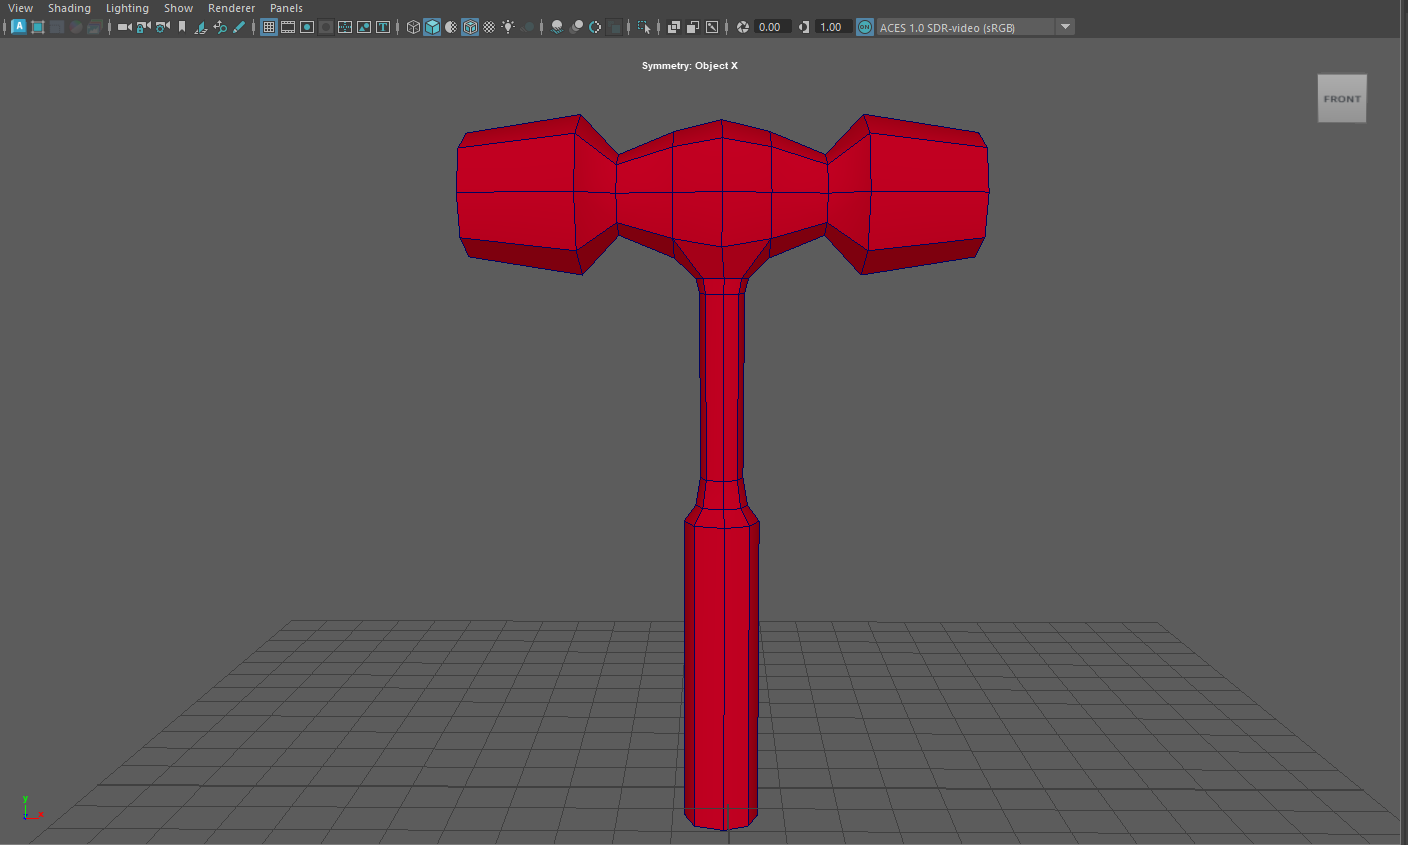 View Shading Lighting Show Renderer Panels
A T 0.00 1.00 ON ACES 1.0 SDR-video (sRGB)
Symmetry: Object X
FRONT
y
x